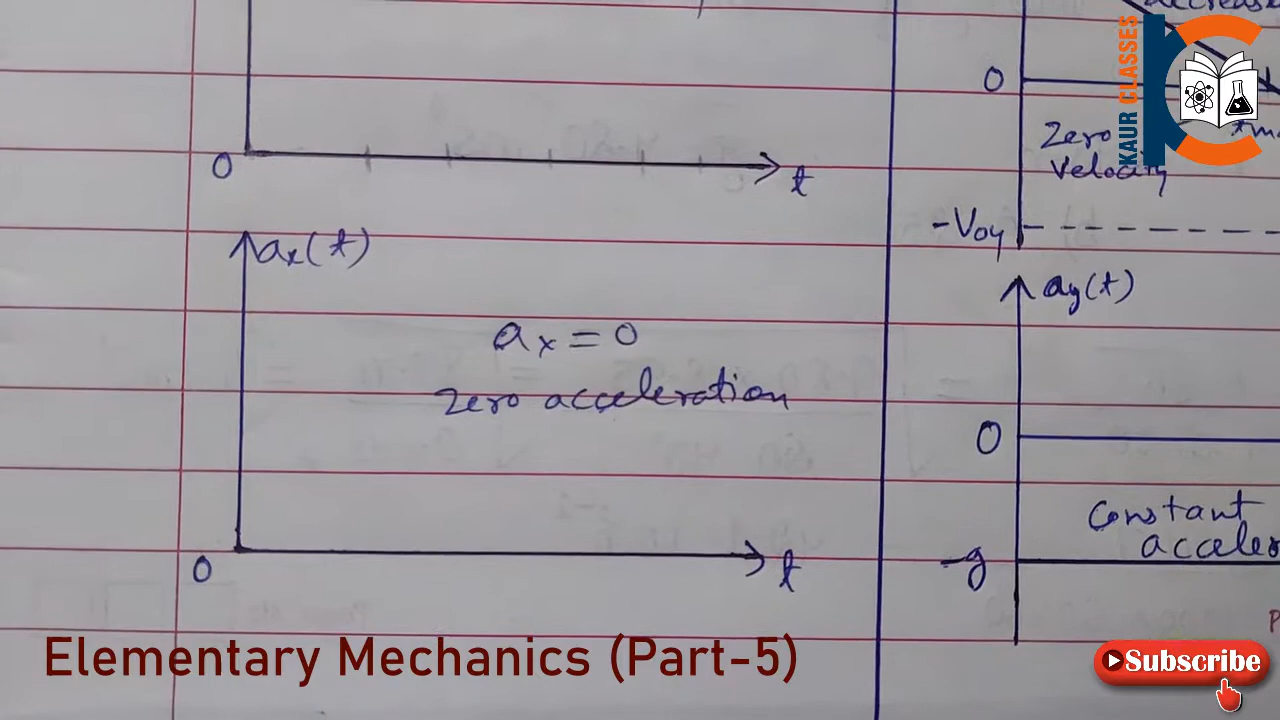 0
t
aₓ(t)
aₓ = 0
Zero acceleration
0
t
0
Zero
Velocity
-Voy
ay(t)
0
Constant
-g
KAUR CLASSES
Elementary Mechanics (Part-5)
Subscribe